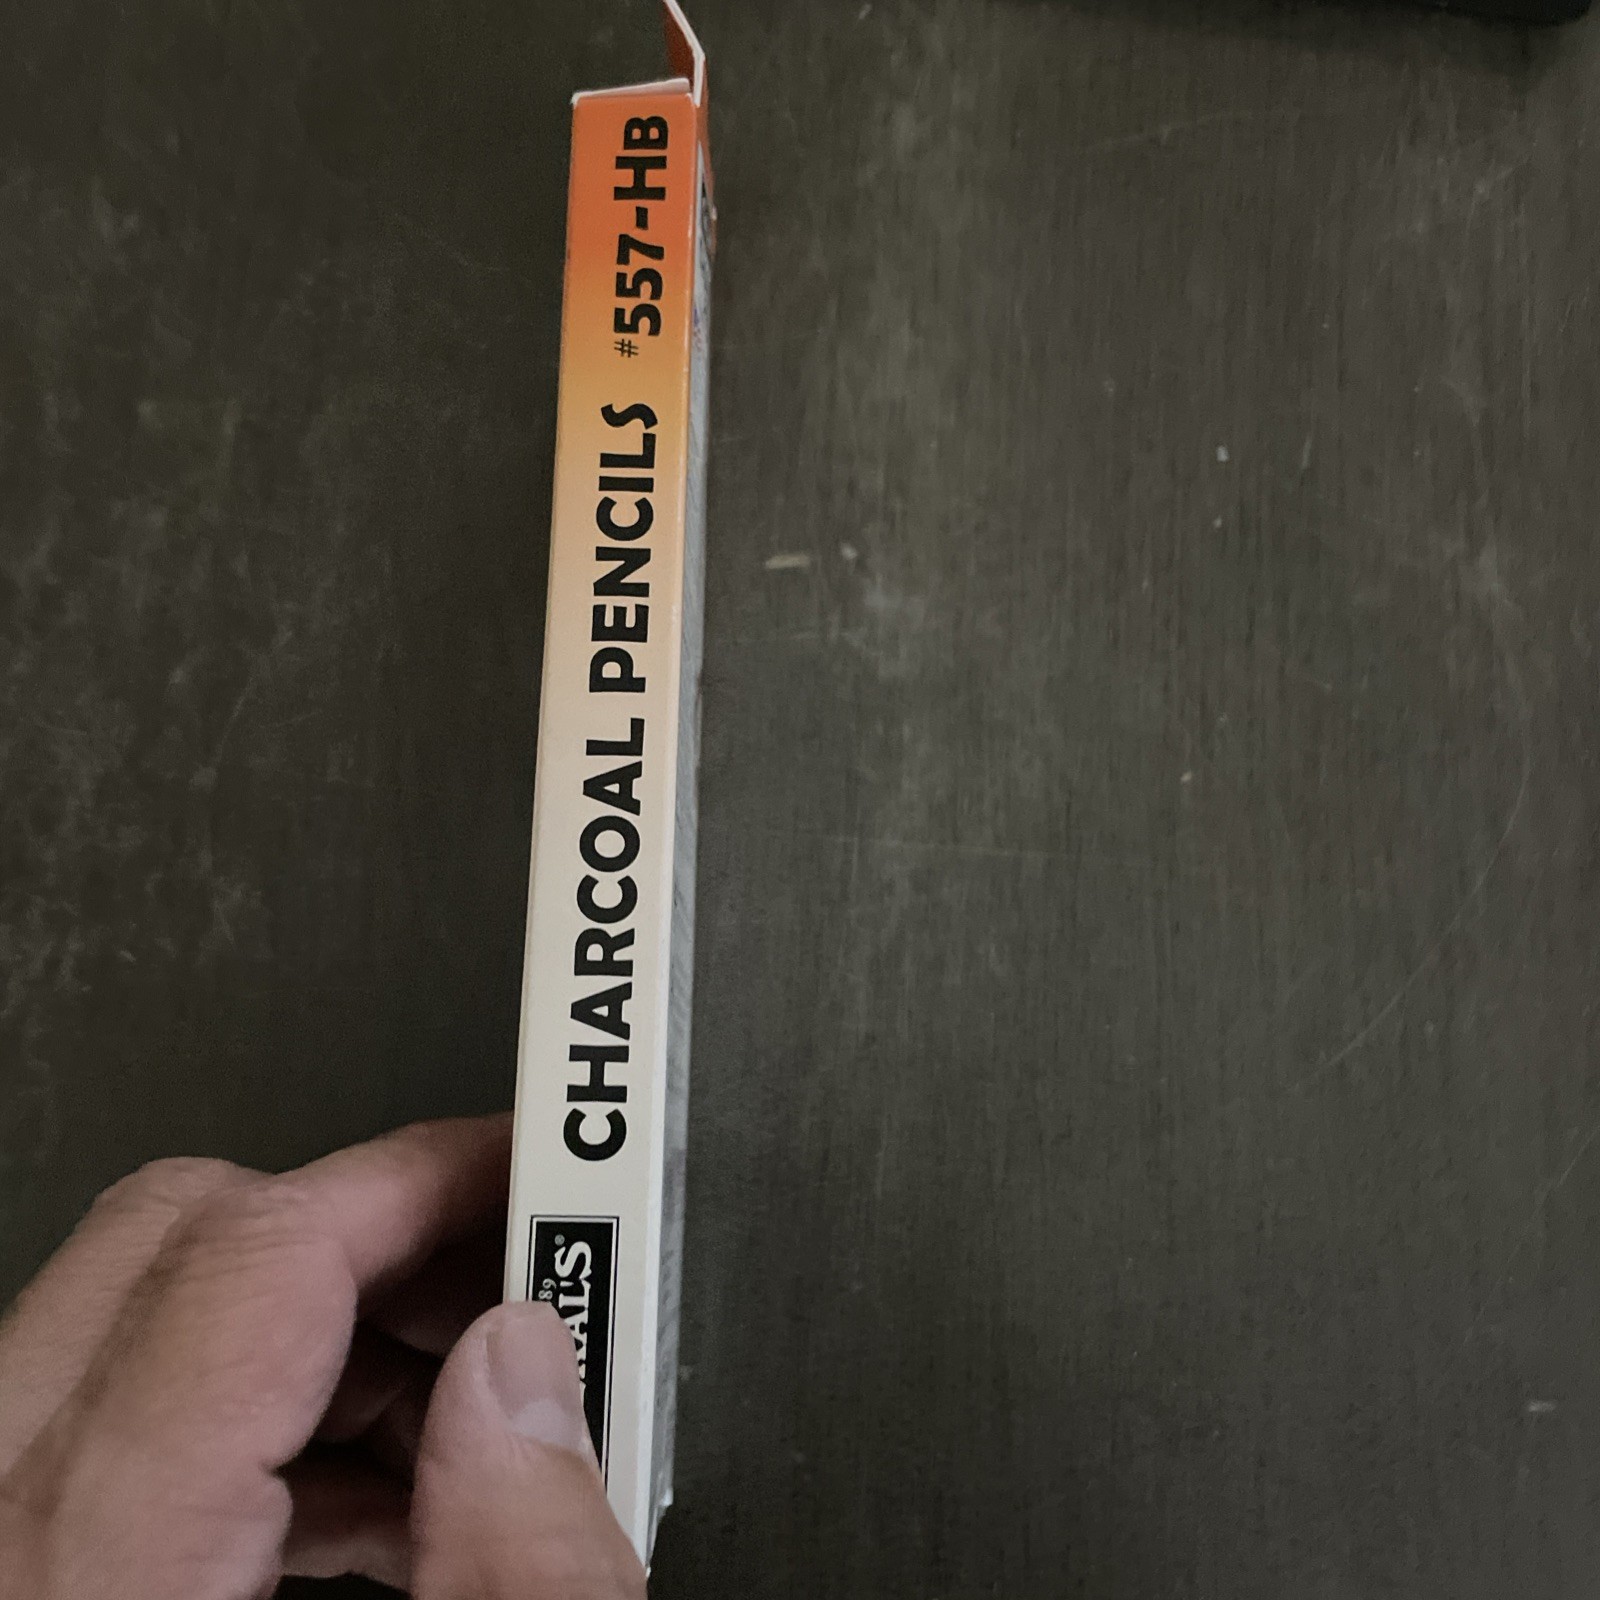 CHARCOAL PENCILS #557-HB